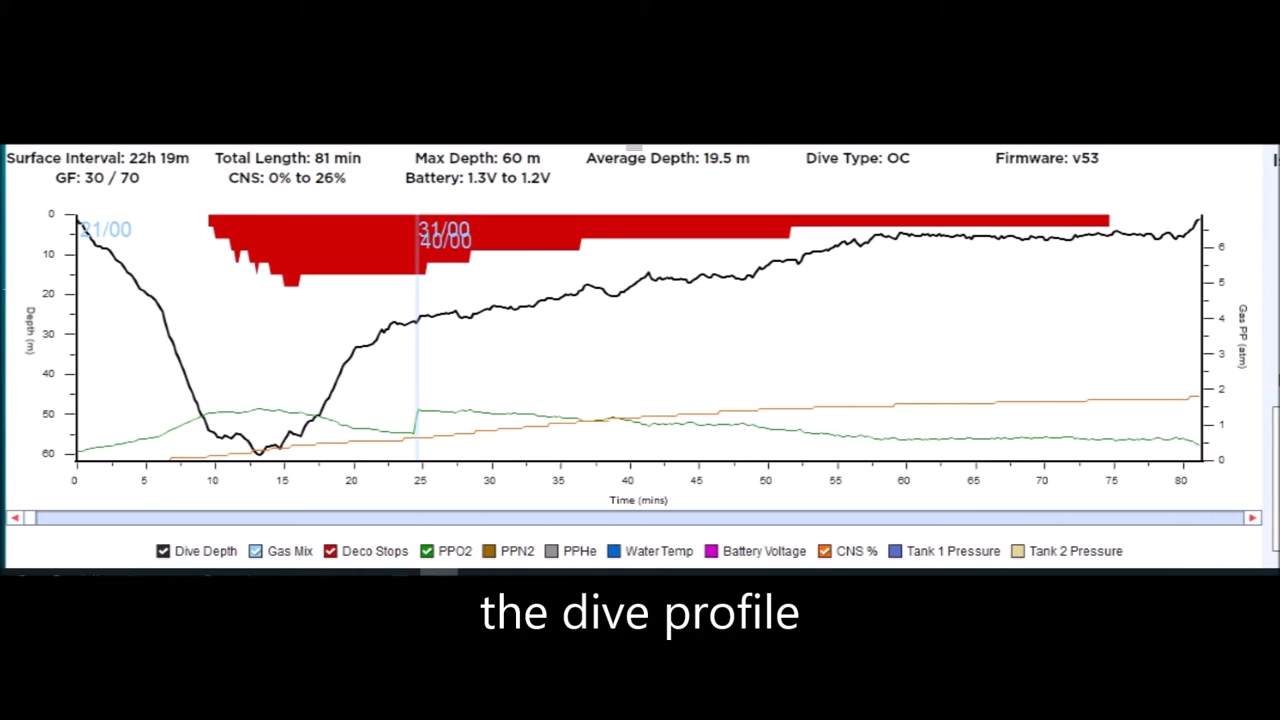 Surface Interval: 22h 19m Total Length: 81 min Max Depth: 60 m Average Depth: 19.5 m Dive Type: OC Firmware: v53
GF: 30 / 70 CNS: 0% to 26% Battery: 1.3V to 1.2V
21/00 31/00
40/00
0
10
20
30
40
50
60
Depth (m)
6
5
4
3
2
1
0
Gas PP (atm)
0 5 10 15 20 25 30 35 40 45 50 55 60 65 70 75 80
Time (mins)
Dive Depth Gas Mix Deco Stops PPO2 PPN2 PPHe Water Temp Battery Voltage CNS % Tank 1 Pressure Tank 2 Pressure
the dive profile